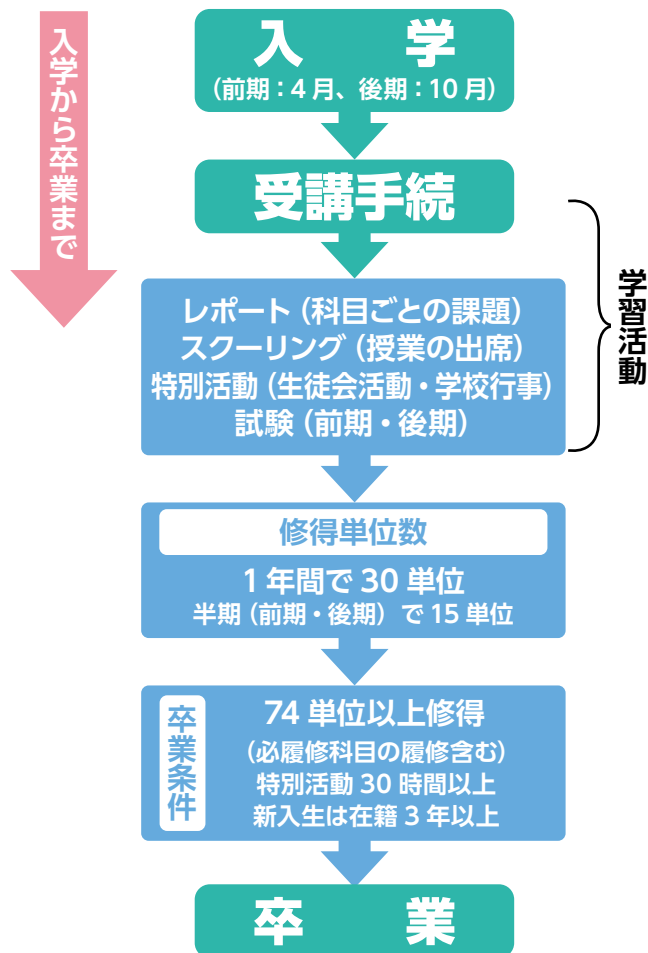 入学から卒業まで
入　学
（前期：4月、後期：10月）
受講手続
レポート（科目ごとの課題）
スクーリング（授業の出席）
特別活動（生徒会活動・学校行事）
試験（前期・後期）
学習活動
修得単位数
1年間で30単位
半期（前期・後期）で15単位
卒業条件
74単位以上修得
（必履修科目の履修含む）
特別活動30時間以上
新入生は在籍3年以上
卒　業